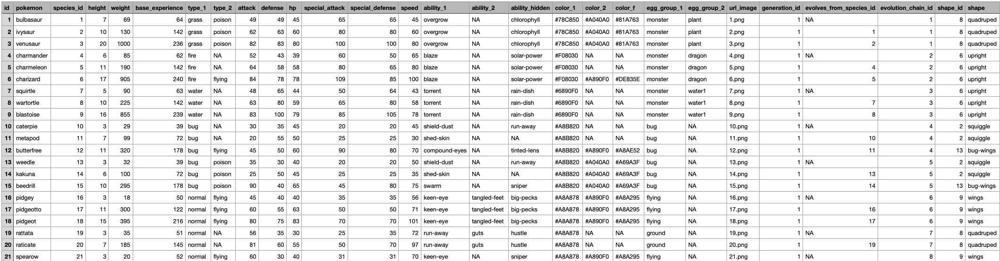 id pokemon species_id height weight base_experience type_1 type_2 attack defense hp special_attack special_defense speed ability_1 ability_2 ability_hidden color_1 color_2 color_f egg_group_1 egg_group_2 url_image generation_id evolves_from_species_id evolution_chain_id shape_id shape
1 bulbasaur 1 7 69 64 grass poison 49 49 45 65 65 45 overgrow NA chlorophyll #78C850 #A040A0 #81A763 monster plant 1.png 1 NA 1 8 quadruped
2 ivysaur 2 10 130 142 grass poison 62 63 60 80 80 60 overgrow NA chlorophyll #78C850 #A040A0 #81A763 monster plant 2.png 1 1 1 8 quadruped
3 venusaur 3 20 1000 236 grass poison 82 83 80 100 100 80 overgrow NA chlorophyll #78C850 #A040A0 #81A763 monster plant 3.png 1 2 1 8 quadruped
4 charmander 4 6 85 62 fire NA 52 43 39 60 50 65 blaze NA solar-power #F08030 NA NA monster dragon 4.png 1 NA 2 6 upright
5 charmeleon 5 11 190 142 fire NA 64 58 58 80 65 80 blaze NA solar-power #F08030 NA NA monster dragon 5.png 1 4 2 6 upright
6 charizard 6 17 905 240 fire flying 84 78 78 109 85 100 blaze NA solar-power #F08030 #A890F0 #DE835E monster dragon 6.png 1 5 2 6 upright
7 squirtle 7 5 90 63 water NA 48 65 44 50 64 43 torrent NA rain-dish #6890F0 NA NA monster water1 7.png 1 NA 3 6 upright
8 wartortle 8 10 225 142 water NA 63 80 59 65 80 58 torrent NA rain-dish #6890F0 NA NA monster water1 8.png 1 7 3 6 upright
9 blastoise 9 16 855 239 water NA 83 100 79 85 105 78 torrent NA rain-dish #6890F0 NA NA monster water1 9.png 1 8 3 6 upright
10 caterpie 10 3 29 39 bug NA 30 35 45 20 20 45 shield-dust NA run-away #A8B820 NA NA bug NA 10.png 1 NA 4 2 squiggle
11 metapod 11 7 99 72 bug NA 20 55 50 25 25 30 shed-skin NA NA #A8B820 NA NA bug NA 11.png 1 10 4 2 squiggle
12 butterfree 12 11 320 178 bug flying 45 50 60 90 80 70 compound-eyes NA tinted-lens #A8B820 #A890F0 #A8AE52 bug NA 12.png 1 11 4 13 bug-wings
13 weedle 13 3 32 39 bug poison 35 30 40 20 20 50 shield-dust NA run-away #A8B820 #A040A0 #A69A3F bug NA 13.png 1 NA 5 2 squiggle
14 kakuna 14 6 100 72 bug poison 25 50 45 25 25 35 shed-skin NA NA #A8B820 #A040A0 #A69A3F bug NA 14.png 1 13 5 2 squiggle
15 beedrill 15 10 295 178 bug poison 90 40 65 45 80 75 swarm NA sniper #A8B820 #A040A0 #A69A3F bug NA 15.png 1 14 5 13 bug-wings
16 pidgey 16 3 18 50 normal flying 45 40 40 35 35 56 keen-eye tangled-feet big-pecks #A8A878 #A890F0 #A8A295 flying NA 16.png 1 NA 6 9 wings
17 pidgeotto 17 11 300 122 normal flying 60 55 63 50 50 71 keen-eye tangled-feet big-pecks #A8A878 #A890F0 #A8A295 flying NA 17.png 1 16 6 9 wings
18 pidgeot 18 15 395 216 normal flying 80 75 83 70 70 101 keen-eye tangled-feet big-pecks #A8A878 #A890F0 #A8A295 flying NA 18.png 1 17 6 9 wings
19 rattata 19 3 35 51 normal NA 56 35 30 25 35 72 run-away guts hustle #A8A878 NA NA ground NA 19.png 1 NA 7 8 quadruped
20 raticate 20 7 185 145 normal NA 81 60 55 50 70 97 run-away guts hustle #A8A878 NA NA ground NA 20.png 1 19 7 8 quadruped
21 spearow 21 3 20 52 normal flying 60 30 40 31 31 70 keen-eye NA sniper #A8A878 #A890F0 #A8A295 flying NA 21.png 1 NA 8 9 wings